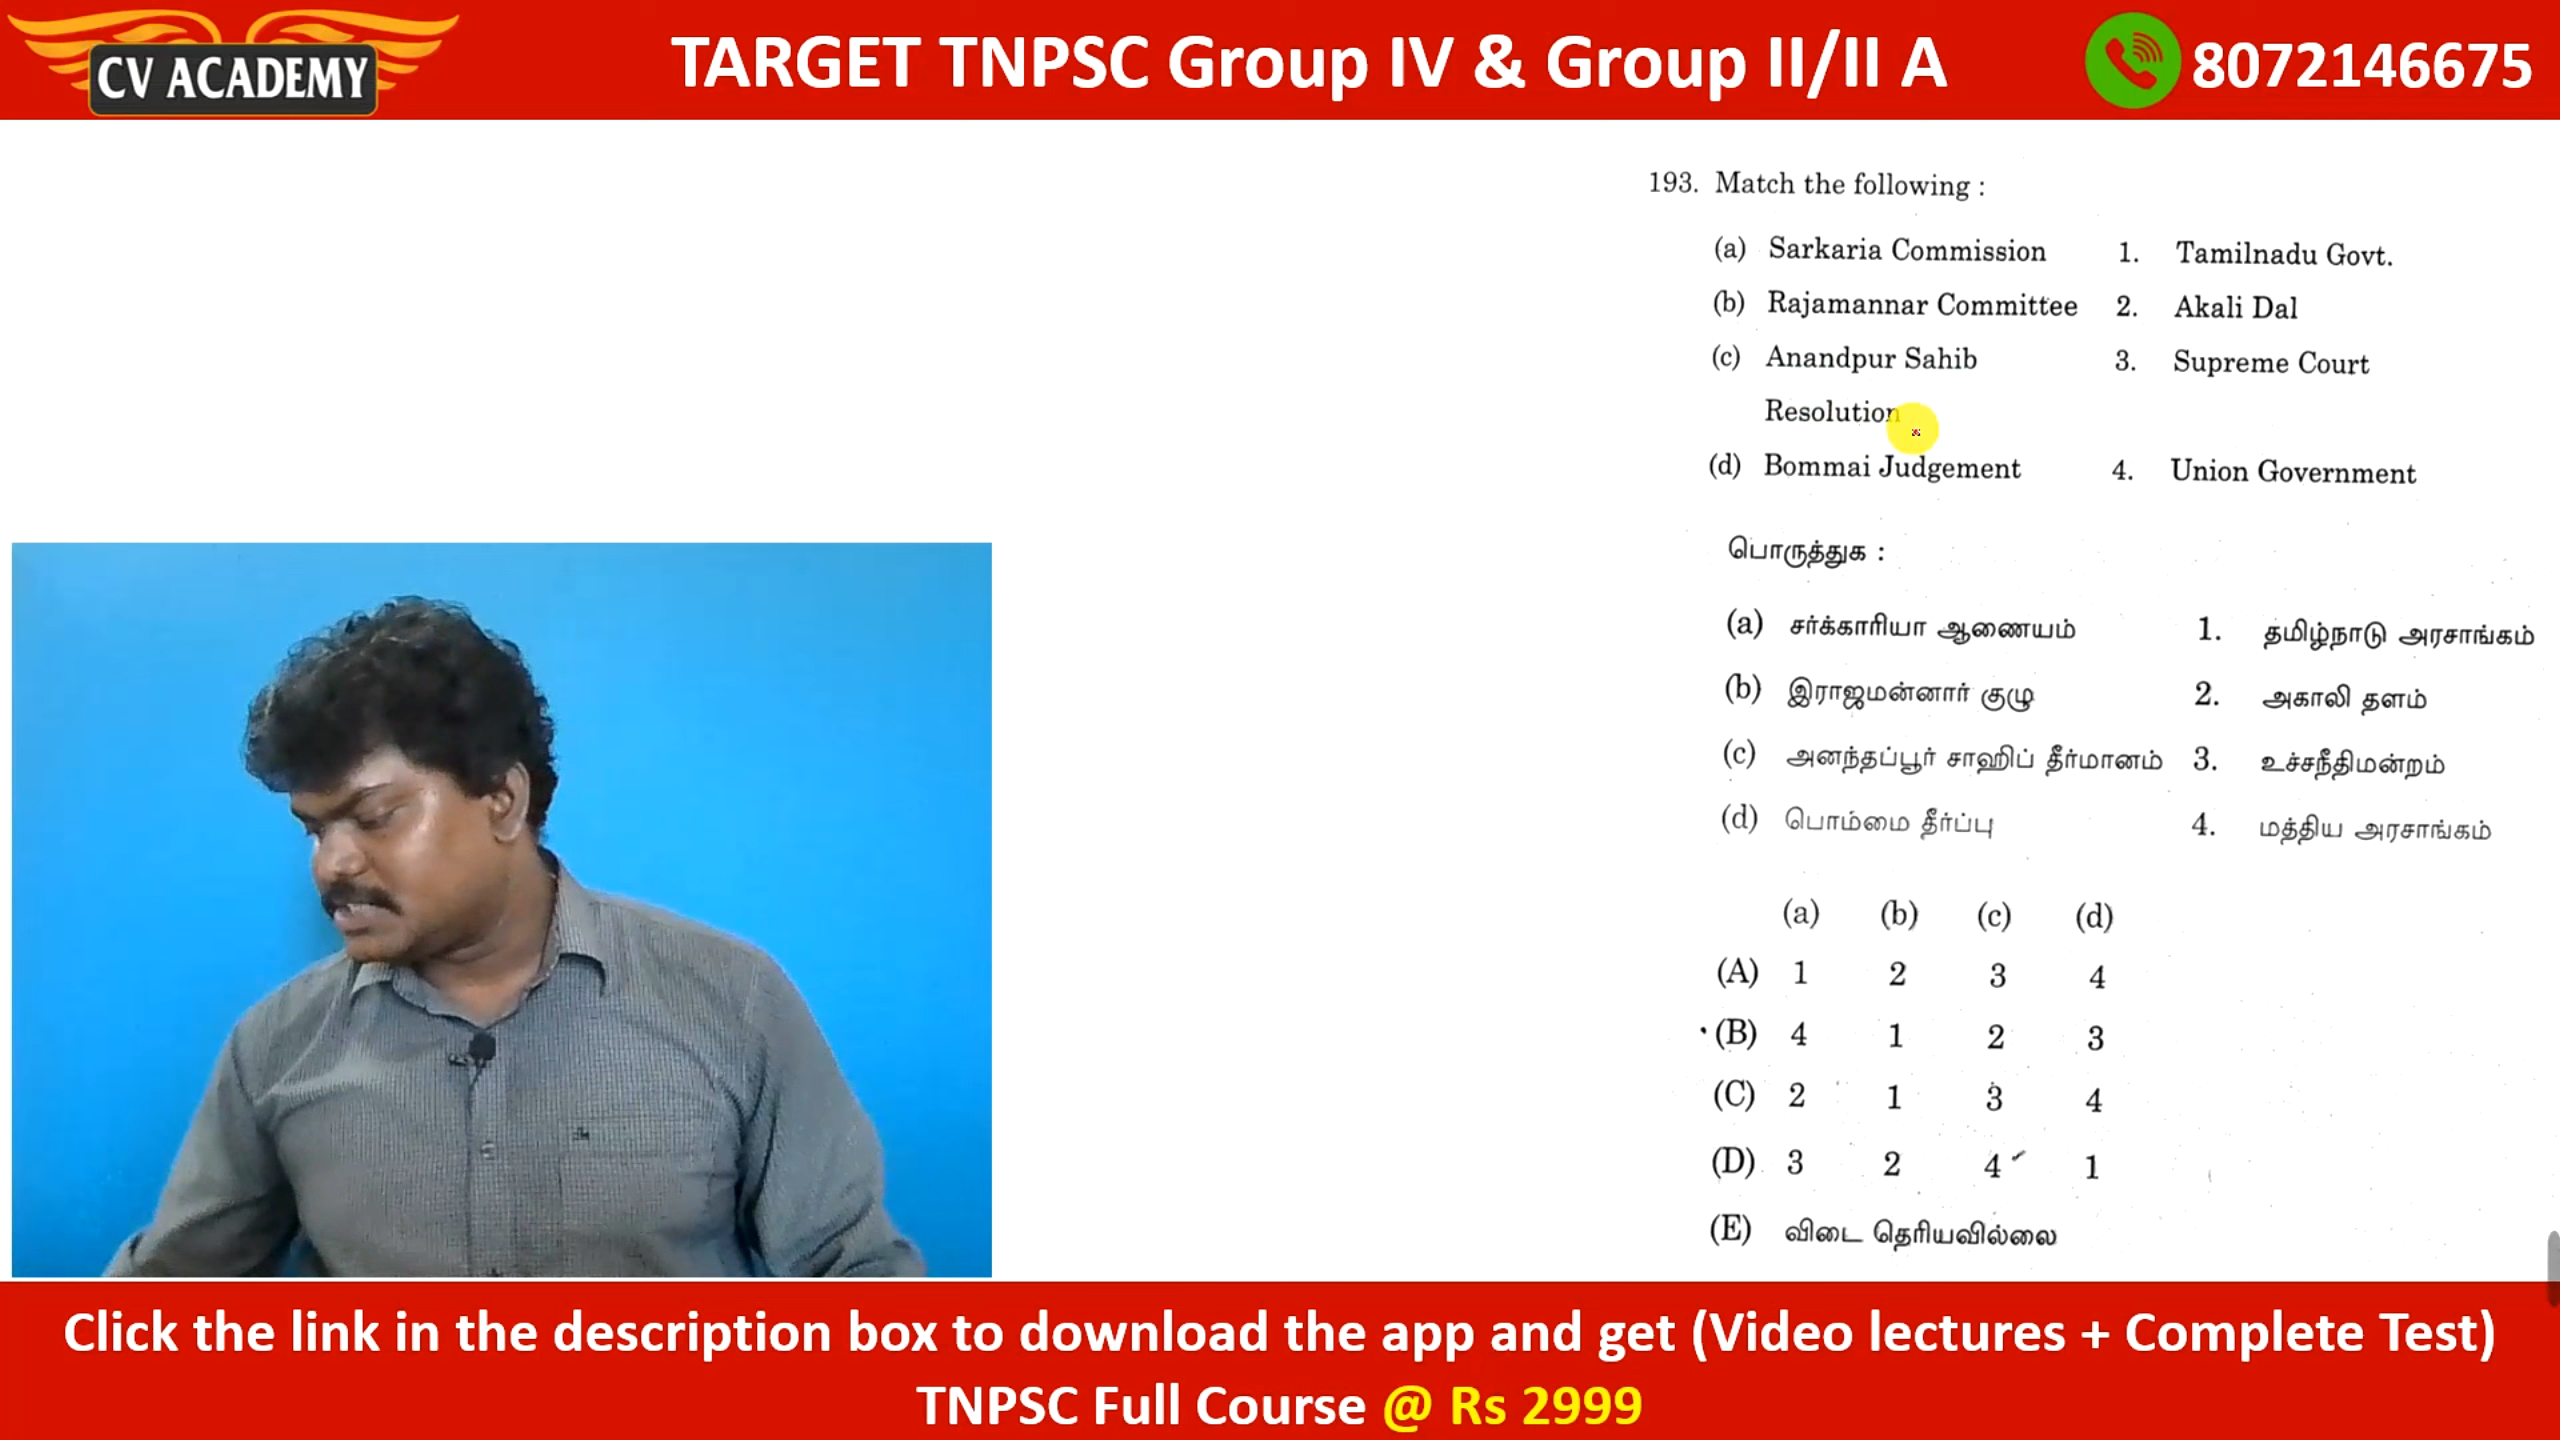 CV ACADEMY
TARGET TNPSC Group IV & Group II/II A
8072146675
193. Match the following :
(a) Sarkaria Commission 1. Tamilnadu Govt.
(b) Rajamannar Committee 2. Akali Dal
(c) Anandpur Sahib 3. Supreme Court
Resolution
(d) Bommai Judgement 4. Union Government
பொருத்துக :
(a) சர்க்காரியா ஆணையம் 1. தமிழ்நாடு அரசாங்கம்
(b) இராஜமன்னார் குழு 2. அகாலி தளம்
(c) அனந்தப்பூர் சாஹிப் தீர்மானம் 3. உச்சநீதிமன்றம்
(d) பொம்மை தீர்ப்பு 4. மத்திய அரசாங்கம்
(a) (b) (c) (d)
(A) 1 2 3 4
(B) 4 1 2 3
(C) 2 1 3 4
(D) 3 2 4 1
(E) விடை தெரியவில்லை
Click the link in the description box to download the app and get (Video lectures + Complete Test)
TNPSC Full Course @ Rs 2999